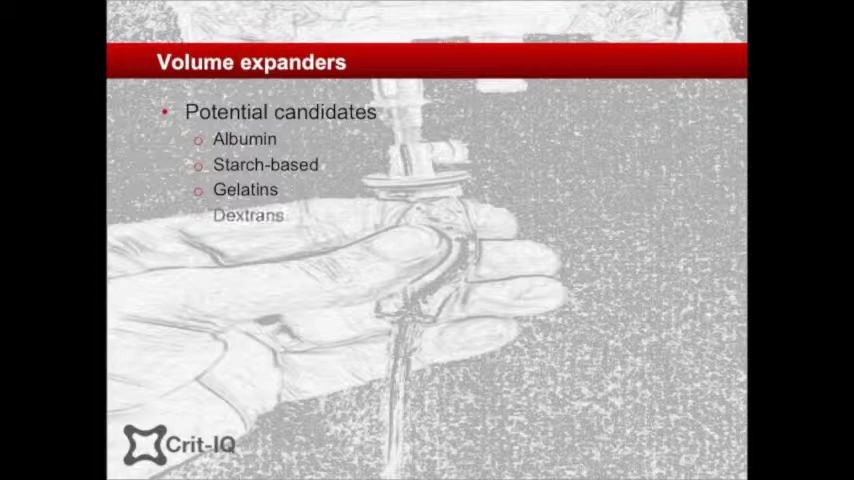 Volume expanders
Potential candidates
Albumin
Starch-based
Gelatins
Dextrans
Crit-IQ